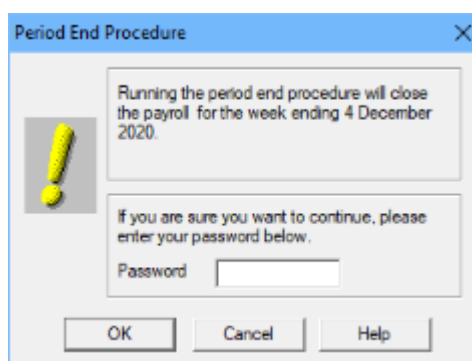 Period End Procedure
Running the period end procedure will close
the payroll for the week ending 4 December
2020.
If you are sure you want to continue, please
enter your password below.
Password
OK Cancel Help